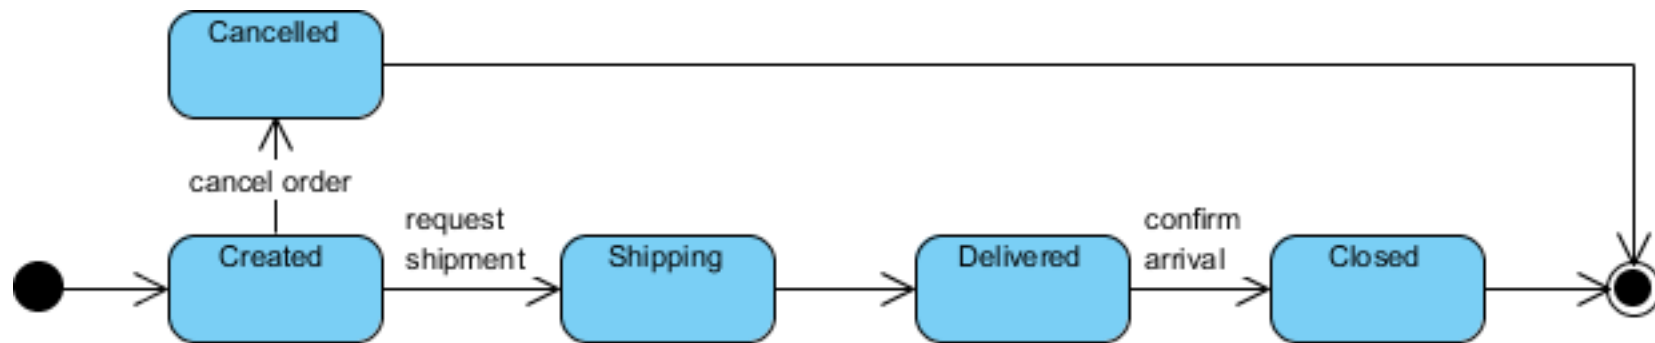 Cancelled
cancel order
request
shipment
confirm
arrival
Created
Shipping
Delivered
Closed